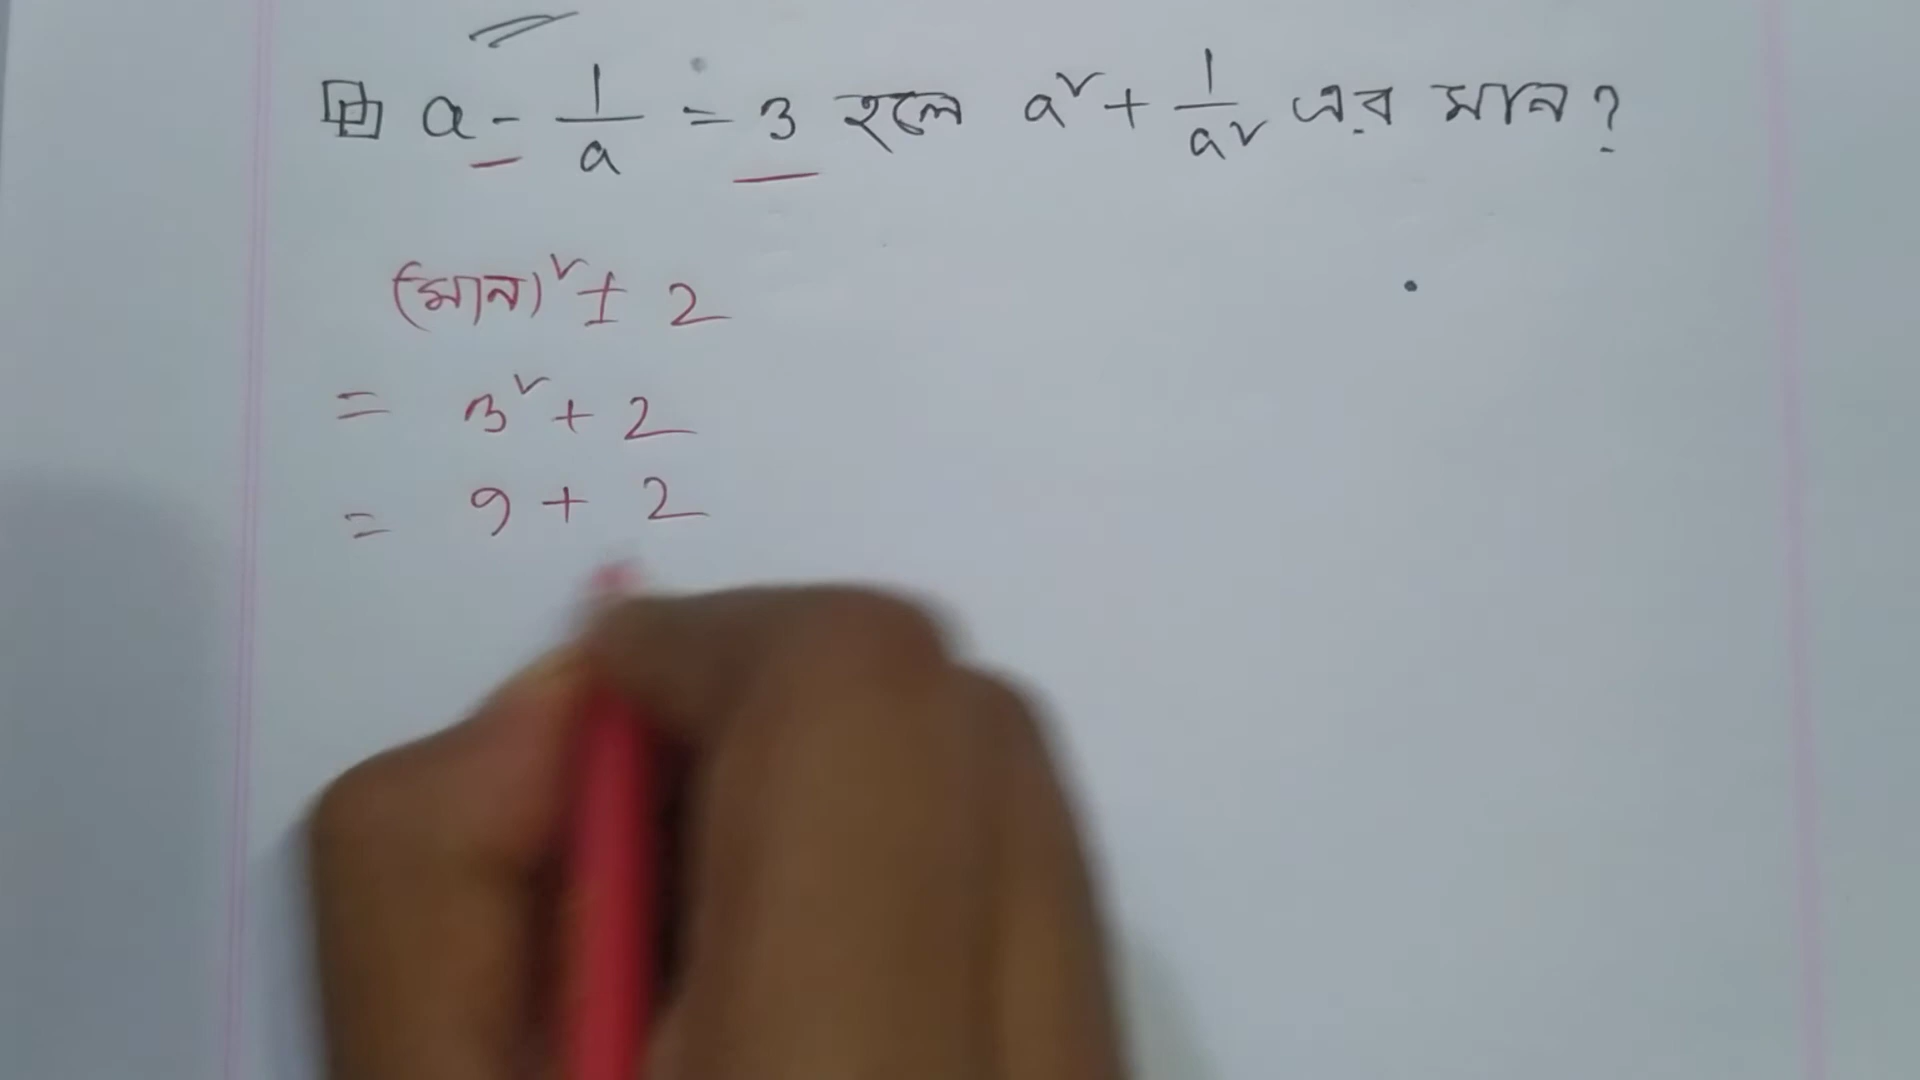 a - 1/a = 3 হলে a² + 1/a² এর মান?
(মান)² ± 2
= 3² + 2
= 9 + 2